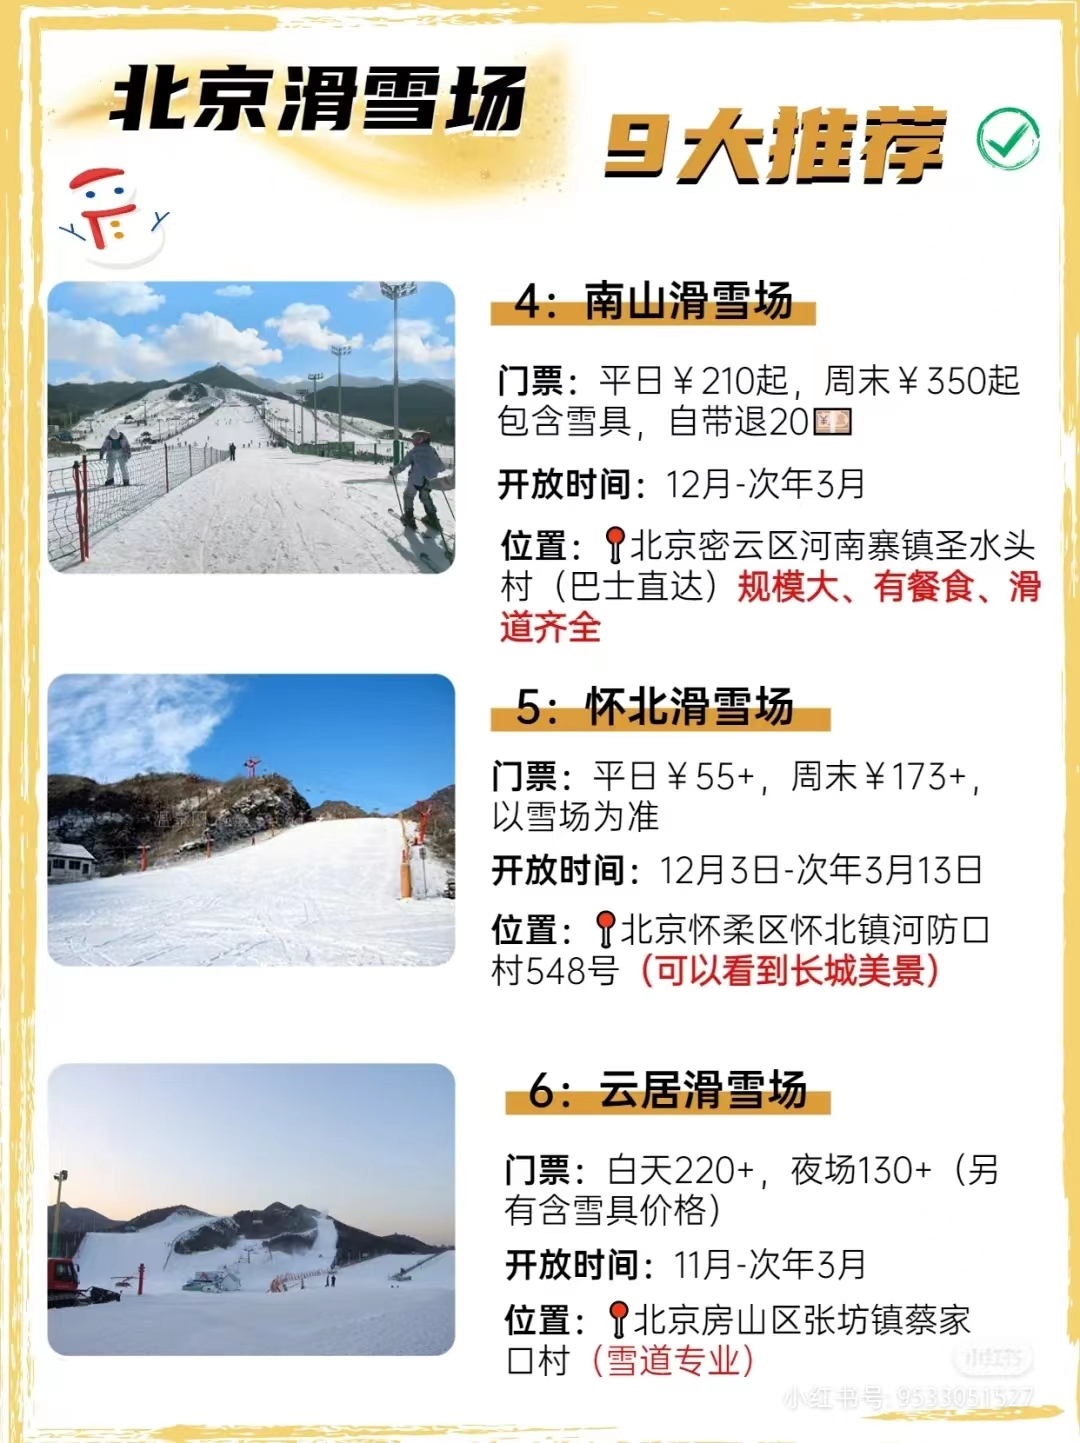 北京滑雪场
9大推荐
4：南山滑雪场
门票：平日￥210起，周末￥350起
包含雪具，自带退20
开放时间：12月-次年3月
位置：北京密云区河南寨镇圣水头
村（巴士直达）规模大、有餐食、滑
道齐全
5：怀北滑雪场
门票：平日￥55+，周末￥173+，
以雪场为准
开放时间：12月3日-次年3月13日
位置：北京怀柔区怀北镇河防口
村548号（可以看到长城美景）
6：云居滑雪场
门票：白天220+，夜场130+（另
有含雪具价格）
开放时间：11月-次年3月
位置：北京房山区张坊镇蔡家
口村（雪道专业）
小红书
小红书号: 9533051527